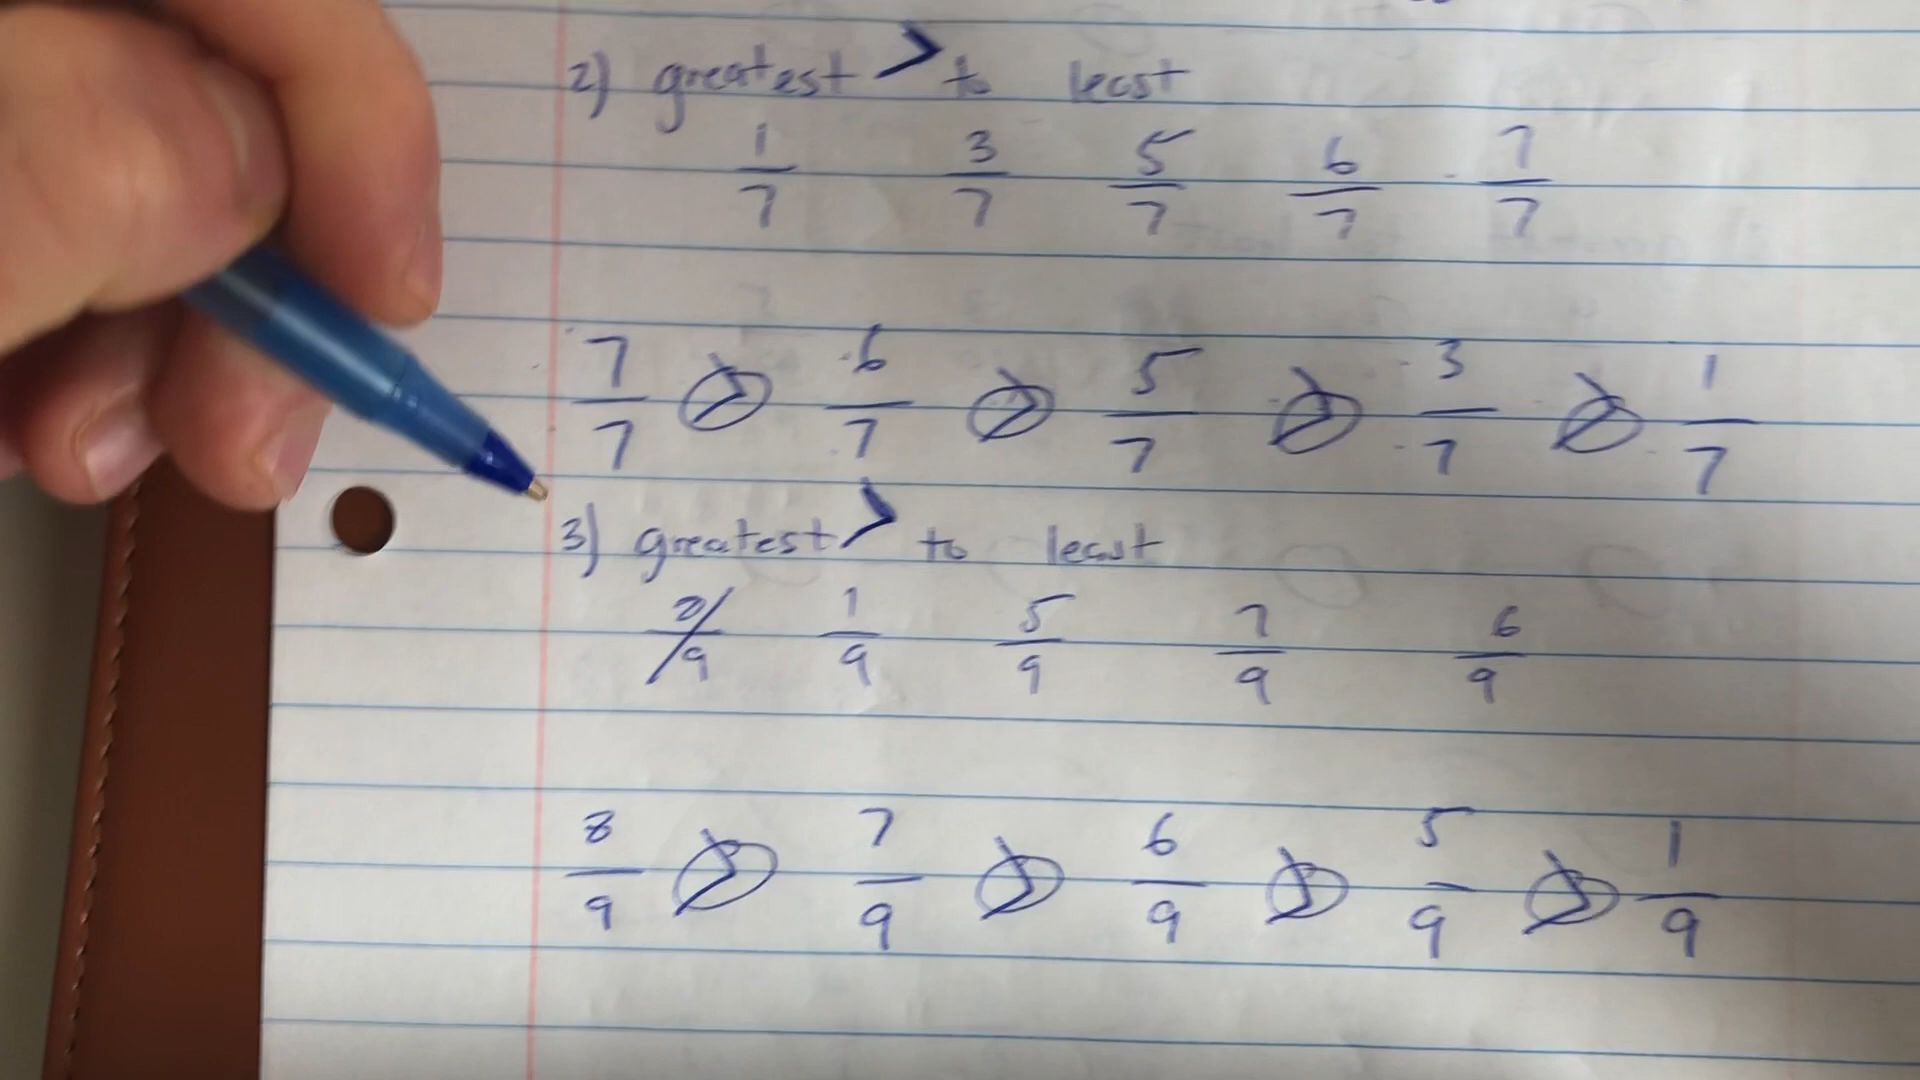 2) greatest > to least
1/7 3/7 5/7 6/7 7/7
7/7 > 6/7 > 5/7 > 3/7 > 1/7
3) greatest > to least
8/9 1/9 5/9 7/9 6/9
8/9 > 7/9 > 6/9 > 5/9 > 1/9